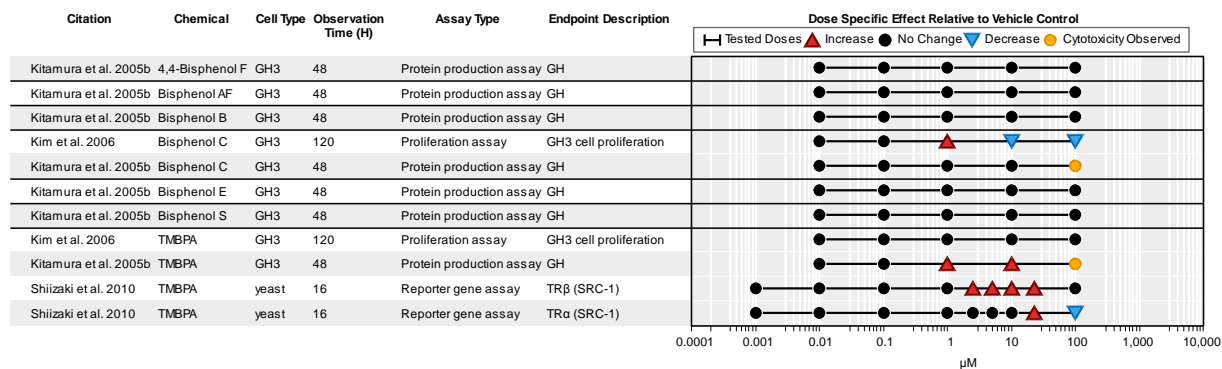 Citation Chemical Cell Type Observation Time (H) Assay Type Endpoint Description Dose Specific Effect Relative to Vehicle Control
Tested Doses Increase No Change Decrease Cytotoxicity Observed
Kitamura et al. 2005b 4,4-Bisphenol F GH3 48 Protein production assay GH
Kitamura et al. 2005b Bisphenol AF GH3 48 Protein production assay GH
Kitamura et al. 2005b Bisphenol B GH3 48 Protein production assay GH
Kim et al. 2006 Bisphenol C GH3 120 Proliferation assay GH3 cell proliferation
Kitamura et al. 2005b Bisphenol C GH3 48 Protein production assay GH
Kitamura et al. 2005b Bisphenol E GH3 48 Protein production assay GH
Kitamura et al. 2005b Bisphenol S GH3 48 Protein production assay GH
Kim et al. 2006 TMBPA GH3 120 Proliferation assay GH3 cell proliferation
Kitamura et al. 2005b TMBPA GH3 48 Protein production assay GH
Shiizaki et al. 2010 TMBPA yeast 16 Reporter gene assay TRβ (SRC-1)
Shiizaki et al. 2010 TMBPA yeast 16 Reporter gene assay TRα (SRC-1)
0.0001 0.001 0.01 0.1 1 10 100 1,000 10,000
µM